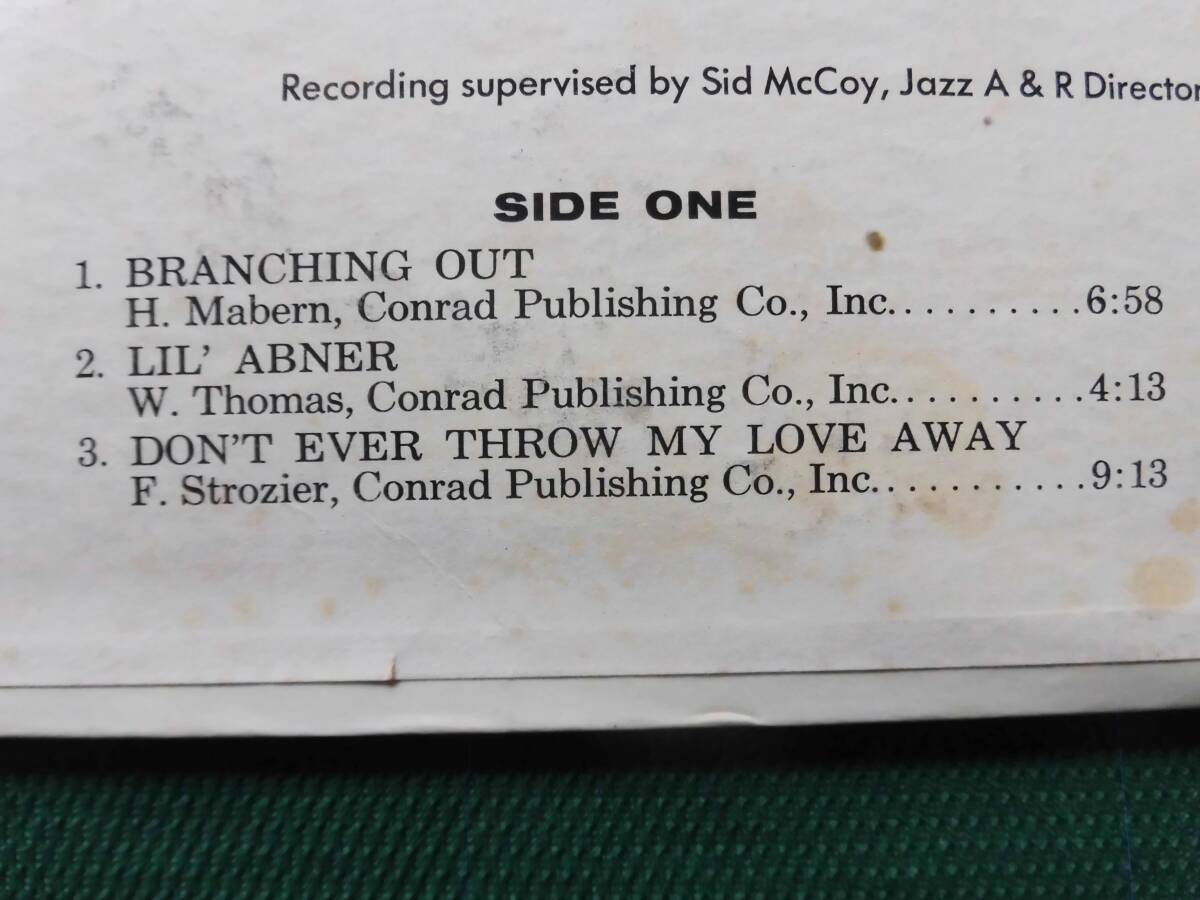 Recording supervised by Sid McCoy, Jazz A & R Director
SIDE ONE
1. BRANCHING OUT
H. Mabern, Conrad Publishing Co., Inc..........6:58
2. LIL' ABNER
W. Thomas, Conrad Publishing Co., Inc..........4:13
3. DON'T EVER THROW MY LOVE AWAY
F. Strozier, Conrad Publishing Co., Inc...........9:13